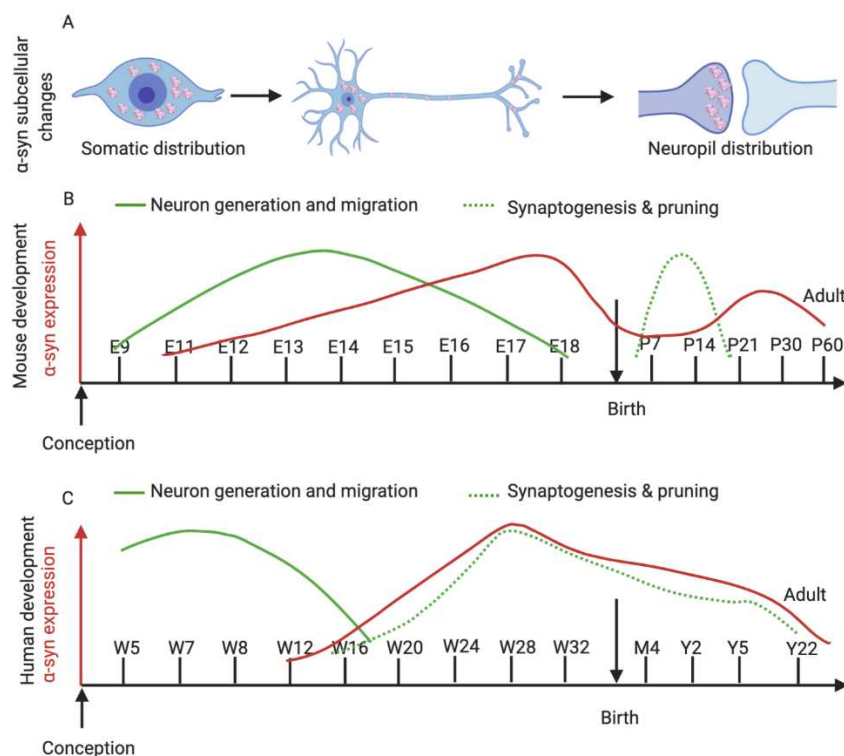 A
α-syn subcellular
changes
Somatic distribution
Neuropil distribution
B
Neuron generation and migration
Synaptogenesis & pruning
Mouse development
α-syn expression
Adult
E9 E11 E12 E13 E14 E15 E16 E17 E18 P7 P14 P21 P30 P60
Birth
Conception
C
Neuron generation and migration
Synaptogenesis & pruning
Human development
α-syn expression
Adult
W5 W7 W8 W12 W16 W20 W24 W28 W32 M4 Y2 Y5 Y22
Birth
Conception